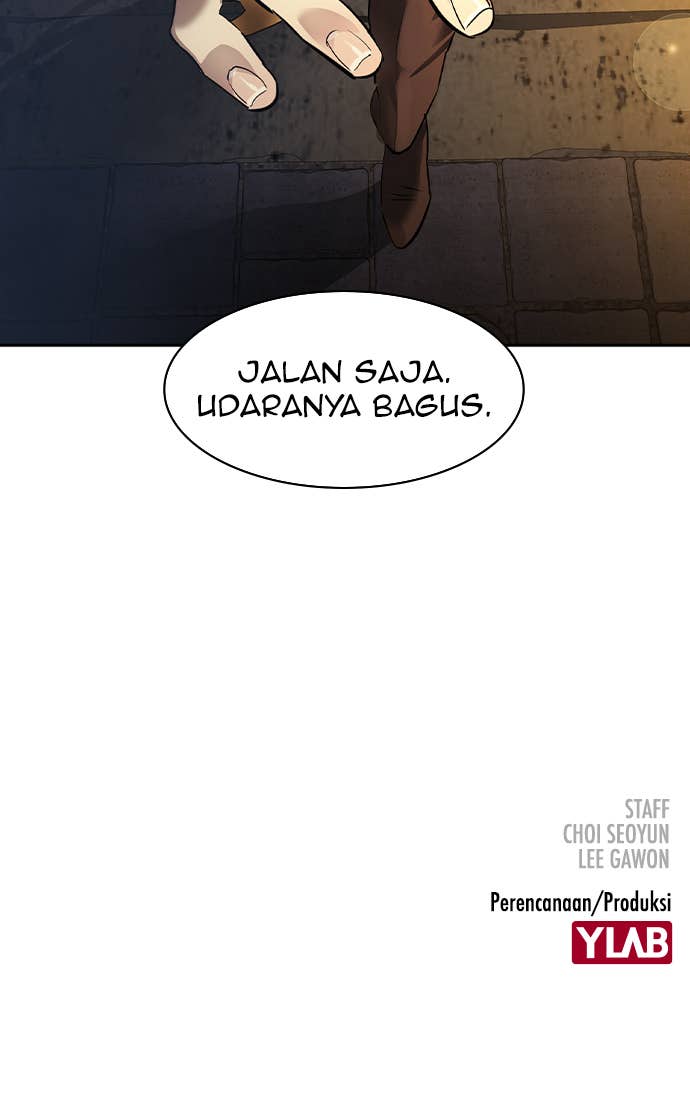 JALAN SAJA.
UDARANYA BAGUS.
STAFF
CHOI SEOYUN
LEE GAWON
Perencanaan/Produksi
YLAB